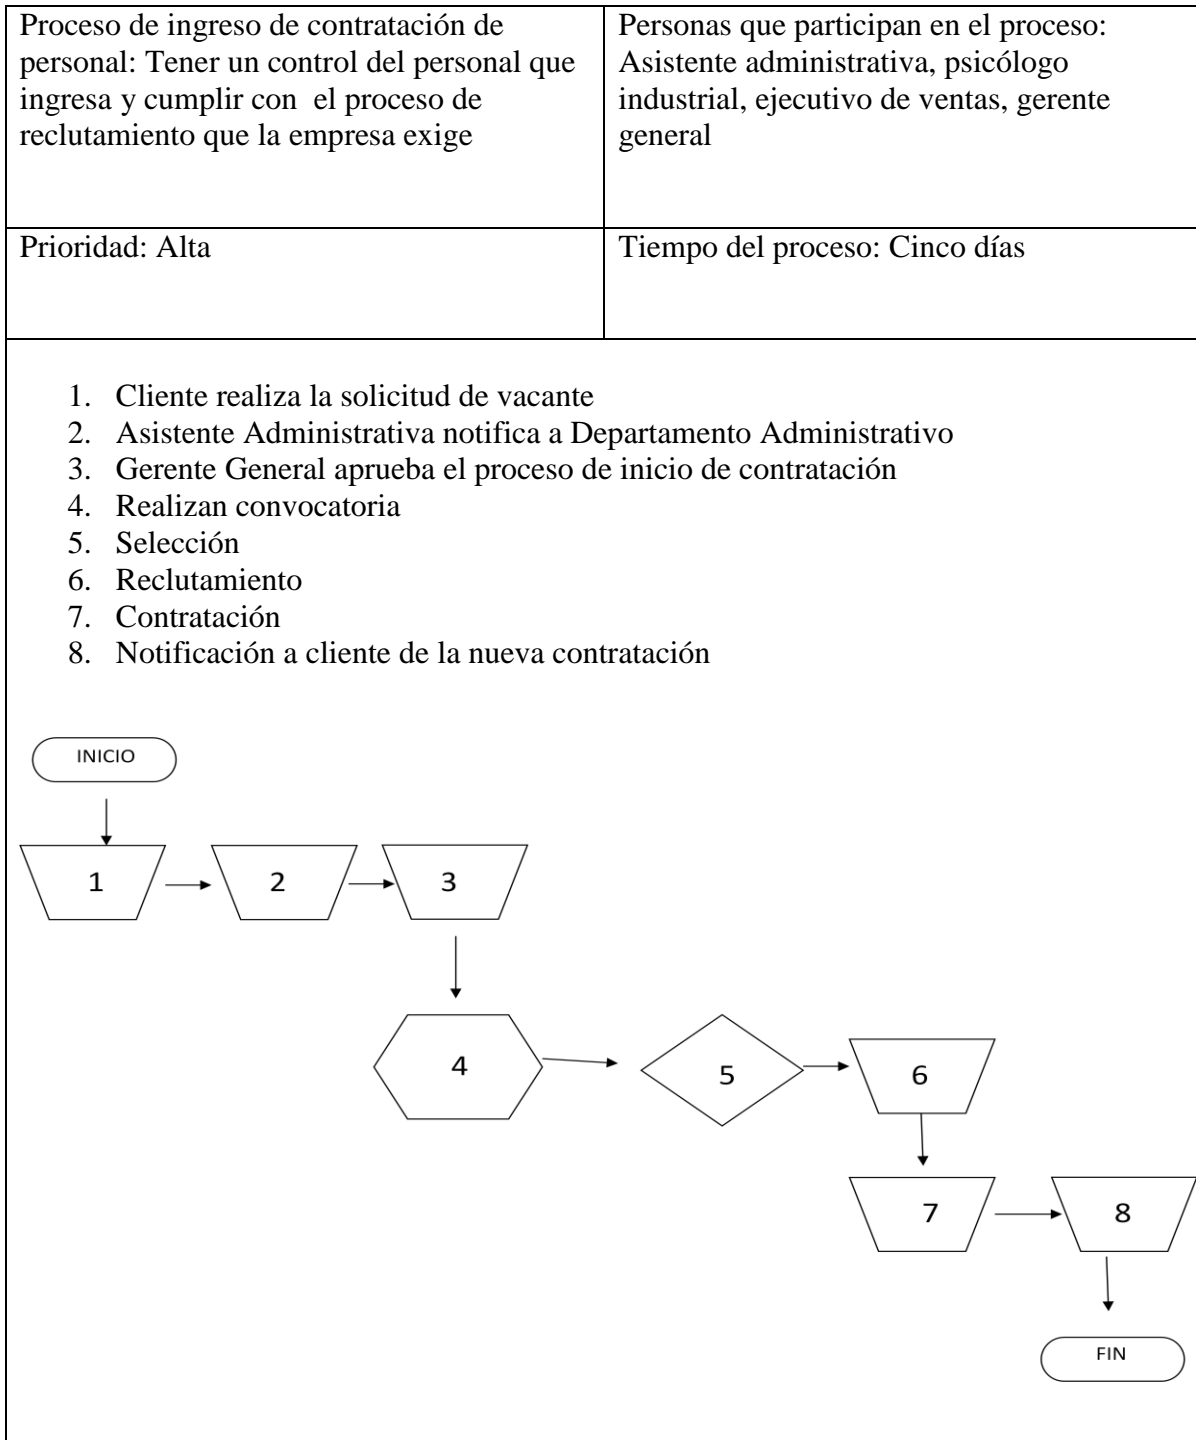 Proceso de ingreso de contratación de
personal: Tener un control del personal que
ingresa y cumplir con  el proceso de
reclutamiento que la empresa exige
Personas que participan en el proceso:
Asistente administrativa, psicólogo
industrial, ejecutivo de ventas, gerente
general
Prioridad: Alta
Tiempo del proceso: Cinco días
1. Cliente realiza la solicitud de vacante
2. Asistente Administrativa notifica a Departamento Administrativo
3. Gerente General aprueba el proceso de inicio de contratación
4. Realizan convocatoria
5. Selección
6. Reclutamiento
7. Contratación
8. Notificación a cliente de la nueva contratación
INICIO
1
2
3
4
5
6
7
8
FIN